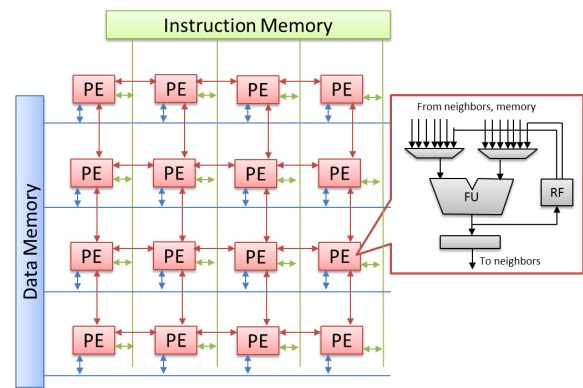 Instruction Memory
Data Memory
PE PE PE PE
PE PE PE PE
PE PE PE PE
PE PE PE PE
From neighbors, memory
FU
RF
To neighbors